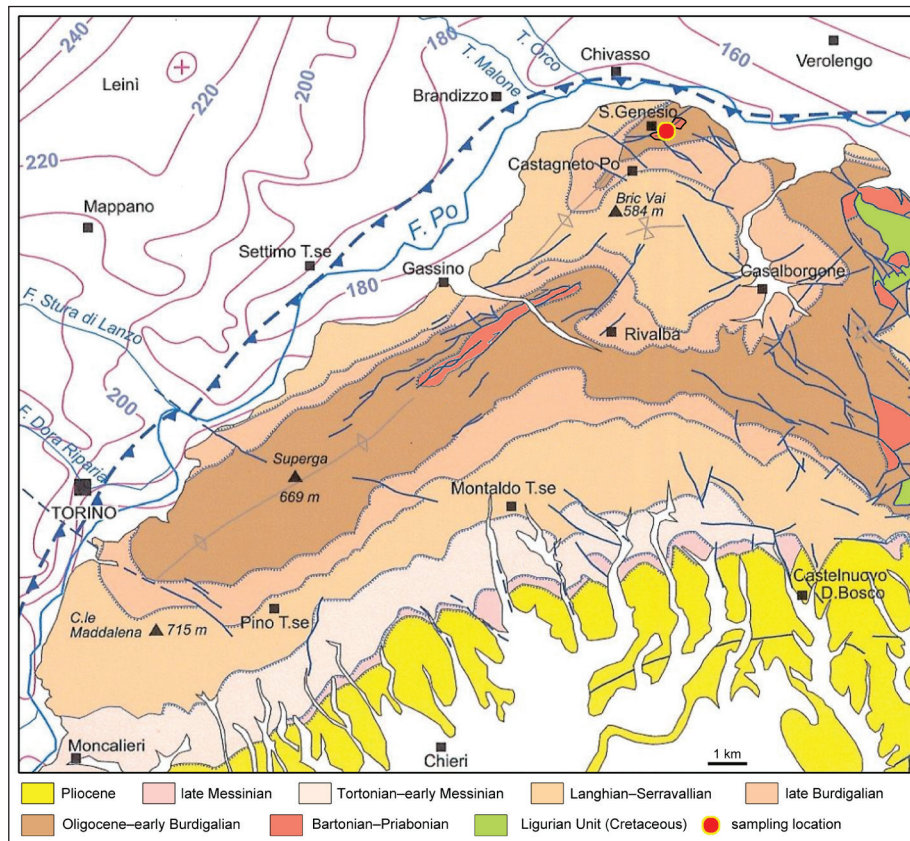 240
180
T. Orco
Chivasso
160
Verolengo
Leinì
220
200
T. Malone
Brandizzo
S.Genesio
220
Castagneto Po
Mappano
Bric Vai
584 m
F. Po
Settimo T.se
Gassino
180
Casalborgone
F. Stura di Lanzo
Rivalba
200
F. Dora Riparia
Superga
669 m
TORINO
Montaldo T.se
Castelnuovo
D.Bosco
Pino T.se
C.le
Maddalena
715 m
Moncalieri
Chieri
1 km
Pliocene
late Messinian
Tortonian–early Messinian
Langhian–Serravallian
late Burdigalian
Oligocene–early Burdigalian
Bartonian–Priabonian
Ligurian Unit (Cretaceous)
sampling location